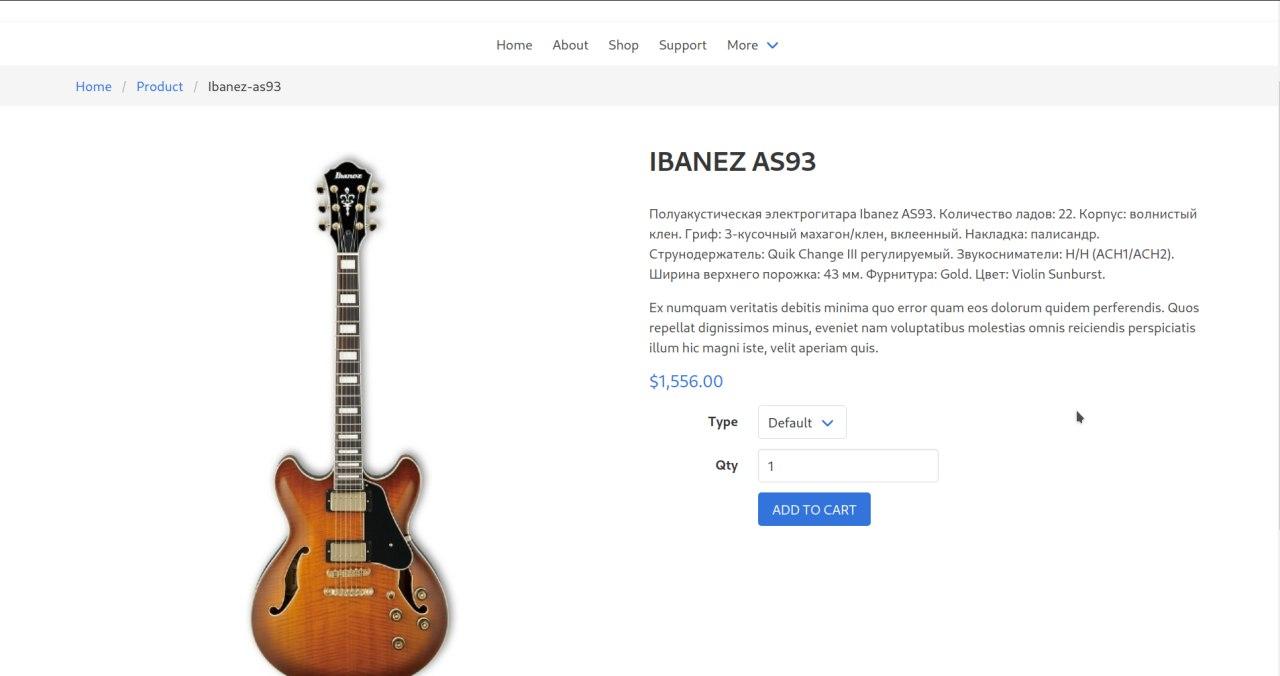 Home About Shop Support More
Home / Product / Ibanez-as93
Ibanez
IBANEZ AS93
Полуакустическая электрогитара Ibanez AS93. Количество ладов: 22. Корпус: волнистый
клен. Гриф: 3-кусочный махагон/клен, вклеенный. Накладка: палисандр.
Струнодержатель: Quik Change III регулируемый. Звукосниматели: H/H (ACH1/ACH2).
Ширина верхнего порожка: 43 мм. Фурнитура: Gold. Цвет: Violin Sunburst.
Ex numquam veritatis debitis minima quo error quam eos dolorum quidem perferendis. Quos
repellat dignissimos minus, eveniet nam voluptatibus molestias omnis reiciendis perspiciatis
illum hic magni iste, velit aperiam quis.
$1,556.00
Type Default
Qty 1
ADD TO CART